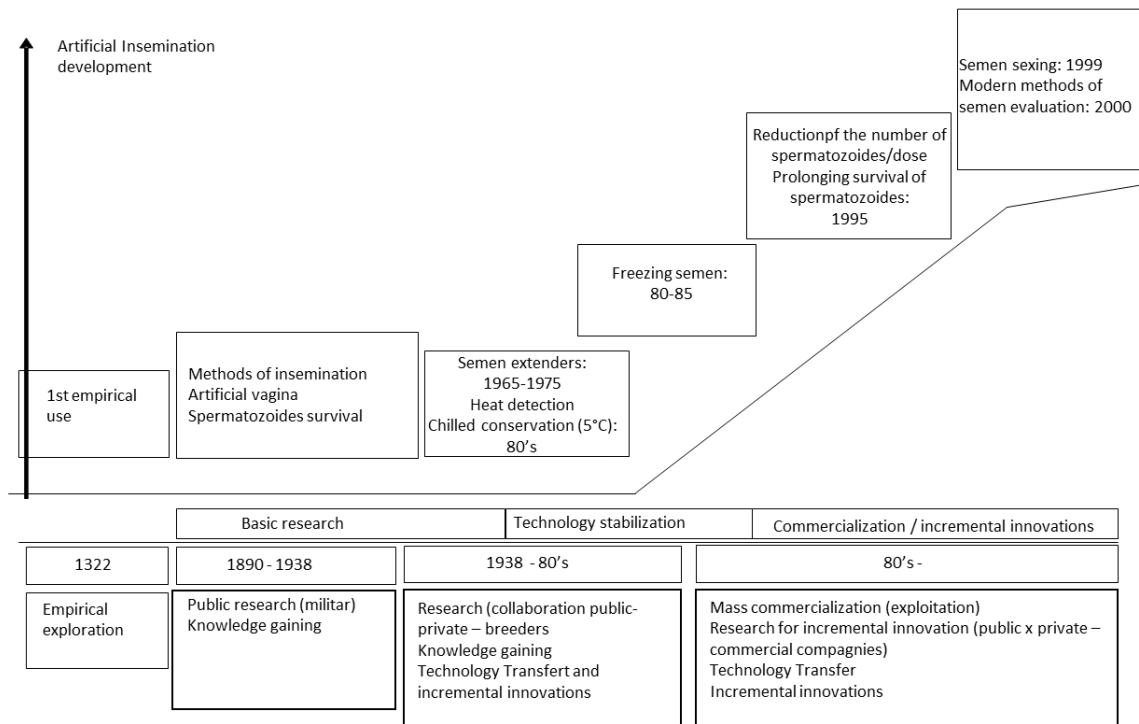 Artificial Insemination
development
Semen sexing: 1999
Modern methods of
semen evaluation: 2000
Reductionpf the number of
spermatozoides/dose
Prolonging survival of
spermatozoides:
1995
Freezing semen:
80-85
Methods of insemination
Artificial vagina
Spermatozoides survival
Semen extenders:
1965-1975
Heat detection
Chilled conservation (5°C):
80’s
1st empirical
use
Basic research
Technology stabilization
Commercialization / incremental innovations
1322
1890 - 1938
1938 - 80’s
80’s -
Empirical
exploration
Public research (militar)
Knowledge gaining
Research (collaboration public-
private – breeders
Knowledge gaining
Technology Transfert and
incremental innovations
Mass commercialization (exploitation)
Research for incremental innovation (public x private –
commercial compagnies)
Technology Transfer
Incremental innovations